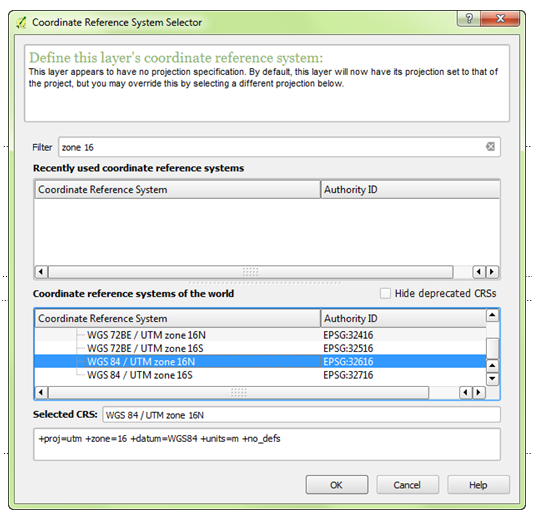 Coordinate Reference System Selector
Define this layer's coordinate reference system:
This layer appears to have no projection specification. By default, this layer will now have its projection set to that of
the project, but you may override this by selecting a different projection below.
Filter zone 16
Recently used coordinate reference systems
Coordinate Reference System Authority ID
Coordinate reference systems of the world Hide deprecated CRSs
Coordinate Reference System Authority ID
WGS 72BE / UTM zone 16N EPSG:32416
WGS 72BE / UTM zone 16S EPSG:32516
WGS 84 / UTM zone 16N EPSG:32616
WGS 84 / UTM zone 16S EPSG:32716
Selected CRS: WGS 84 / UTM zone 16N
+proj=utm +zone=16 +datum=WGS84 +units=m +no_defs
OK Cancel Help